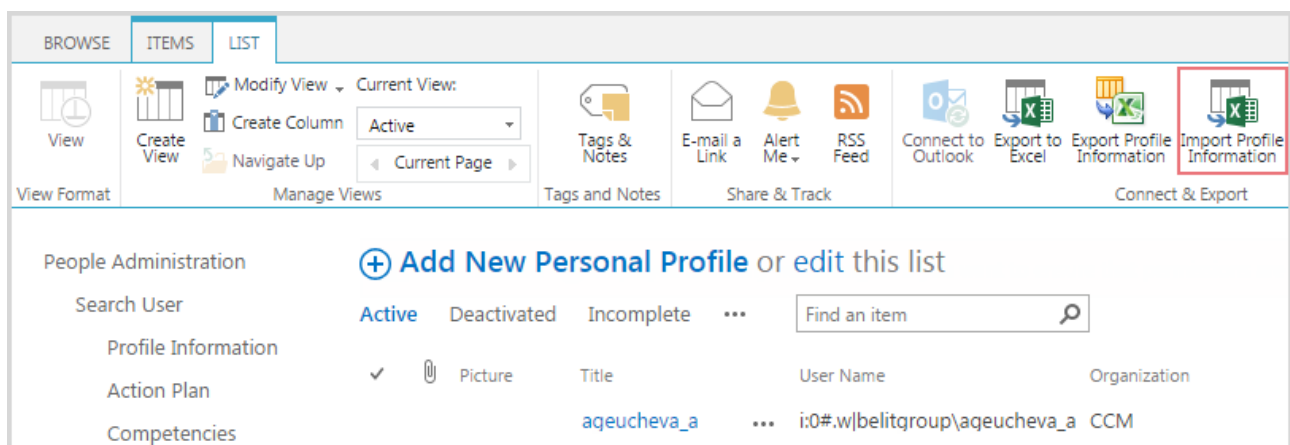 BROWSE ITEMS LIST
View
Create View
Modify View
Create Column
Navigate Up
Current View:
Active
Current Page
Tags & Notes
E-mail a Link
Alert Me
RSS Feed
Connect to Outlook
Export to Excel
Export Profile Information
Import Profile Information
View Format Manage Views Tags and Notes Share & Track Connect & Export
People Administration
Search User
Profile Information
Action Plan
Competencies
Add New Personal Profile or edit this list
Active Deactivated Incomplete ...
Find an item
Picture Title User Name Organization
aqeucheva_a ... i:0#.w|belitgroup\aqeucheva_a CCM